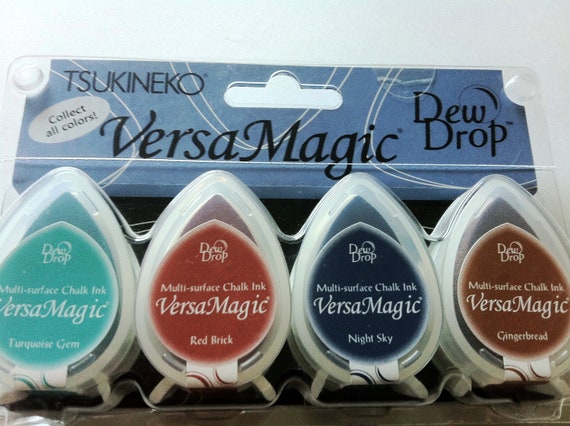 TSUKINEKO®
Collect
all colors!
VersaMagic®
Dew
Drop™
Dew
Drop
Multi-surface Chalk Ink
VersaMagic®
Turquoise Gem
Dew
Drop
Multi-surface Chalk Ink
VersaMagic®
Red Brick
Dew
Drop
Multi-surface Chalk Ink
VersaMagic®
Night Sky
Dew
Drop
Multi-surface Chalk Ink
VersaMagic®
Gingerbread